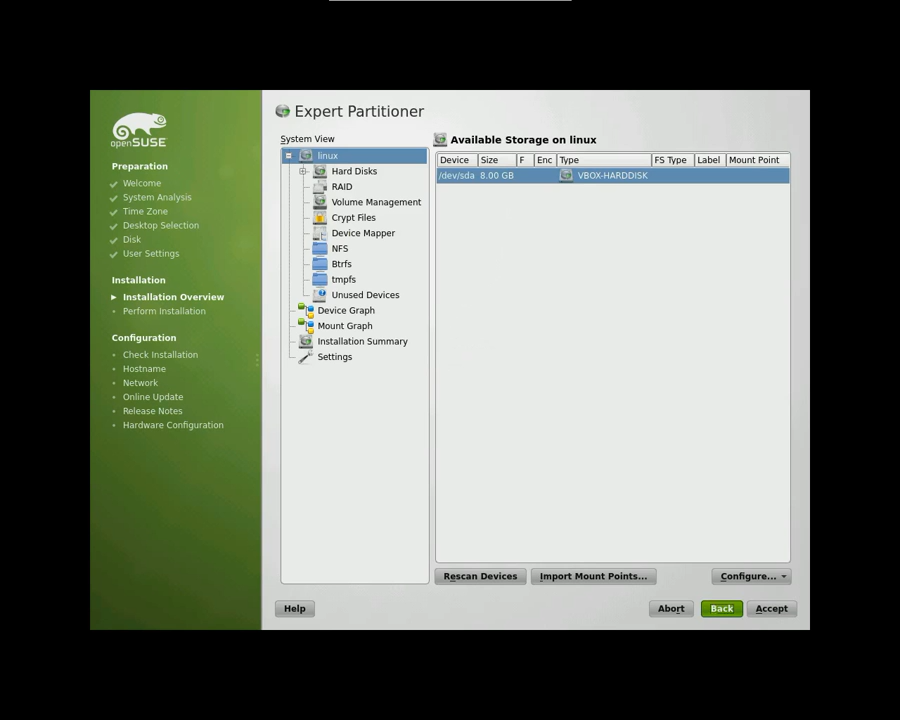 openSUSE
Preparation
Welcome
System Analysis
Time Zone
Desktop Selection
Disk
User Settings
Installation
Installation Overview
Perform Installation
Configuration
Check Installation
Hostname
Network
Online Update
Release Notes
Hardware Configuration
Expert Partitioner
System View
linux
Hard Disks
RAID
Volume Management
Crypt Files
Device Mapper
NFS
Btrfs
tmpfs
Unused Devices
Device Graph
Mount Graph
Installation Summary
Settings
Available Storage on linux
Device Size F Enc Type FS Type Label Mount Point
/dev/sda 8.00 GB VBOX-HARDDISK
Rescan Devices Import Mount Points... Configure...
Help Abort Back Accept